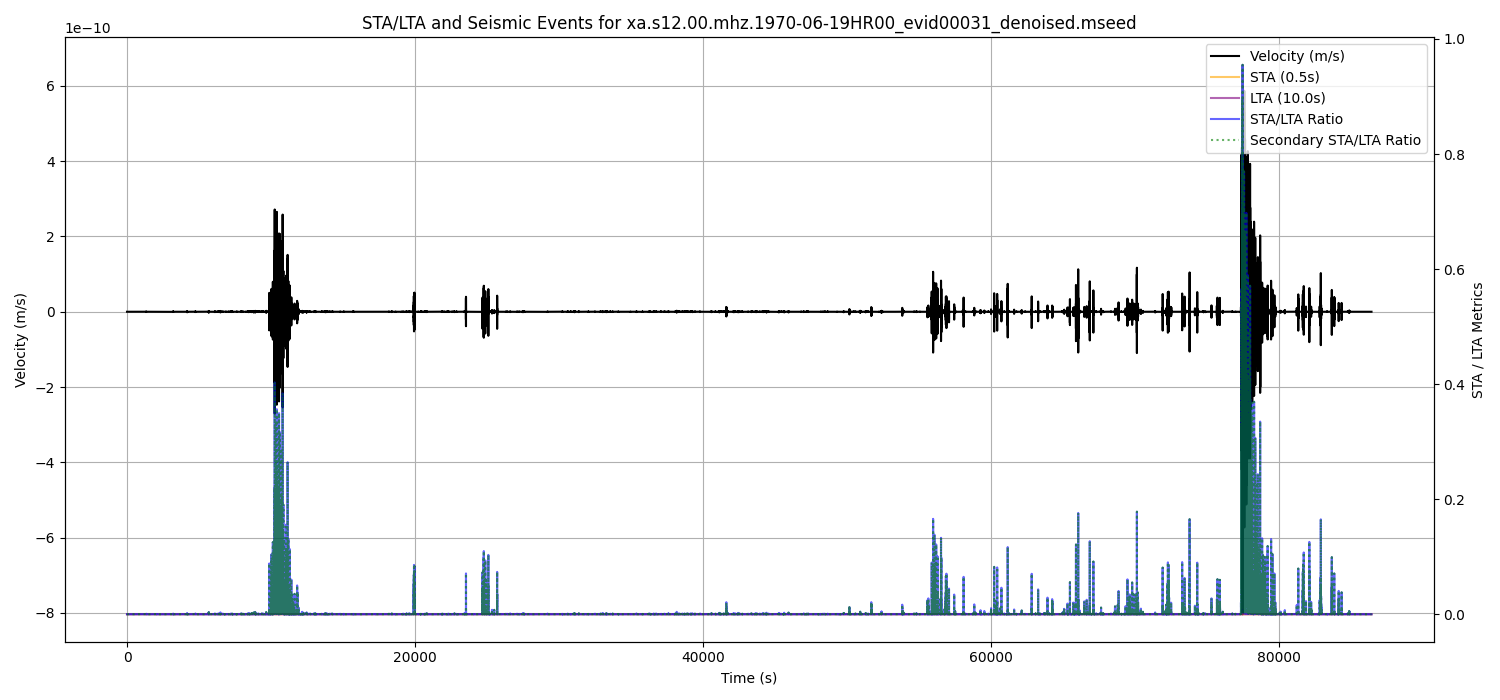 STA/LTA and Seismic Events for xa.s12.00.mhz.1970-06-19HR00_evid00031_denoised.mseed
1e−10
Velocity (m/s)
STA (0.5s)
LTA (10.0s)
STA/LTA Ratio
Secondary STA/LTA Ratio
6
4
2
0
−2
−4
−6
−8
Velocity (m/s)
1.0
0.8
0.6
0.4
0.2
0.0
STA / LTA Metrics
0 20000 40000 60000 80000
Time (s)